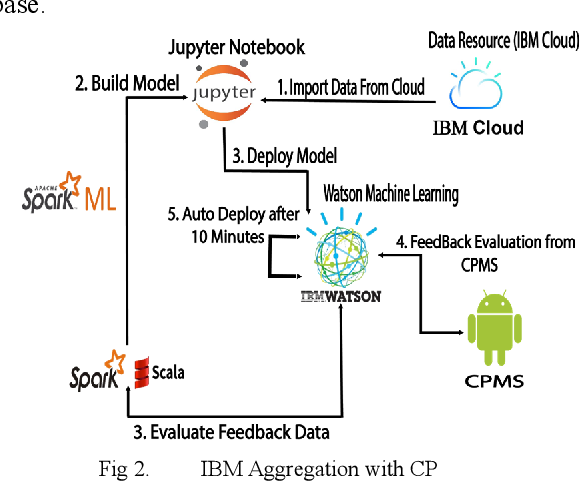 base.
Jupyter Notebook
Data Resource (IBM Cloud)
2. Build Model
jupyter
1. Import Data From Cloud
IBM Cloud
3. Deploy Model
APACHE
Spark ML
Watson Machine Learning
5. Auto Deploy after
10 Minutes
4. FeedBack Evaluation from
CPMS
IBM WATSON
Spark
Scala
CPMS
3. Evaluate Feedback Data
Fig 2. IBM Aggregation with CP